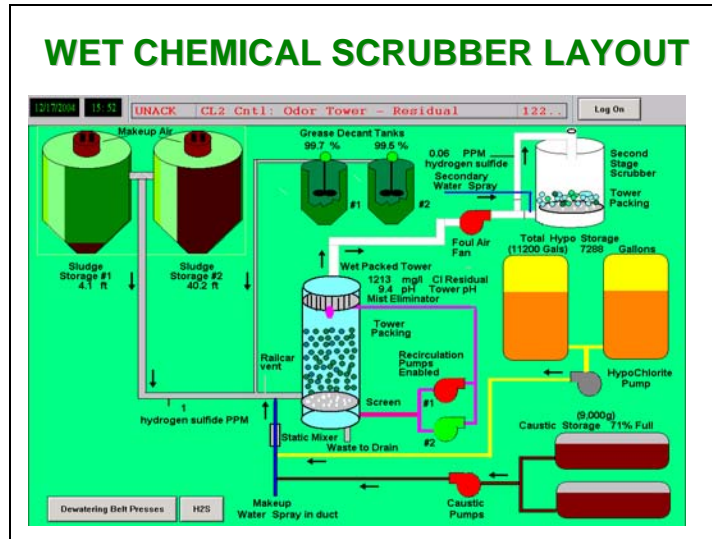 WET CHEMICAL SCRUBBER LAYOUT
12/17/2004 15:52 UNACK CL2 Cntl: Odor Tower - Residual 122.. Log On
Makeup Air
Grease Decant Tanks
99.7 % 99.5 %
#1 #2
0.06 PPM
hydrogen sulfide
Secondary
Water Spray
Second
Stage
Scrubber
Tower
Packing
Foul Air
Fan
Total Hypo Storage
(11200 Gals) 7288 Gallons
Sludge
Storage #1
4.1 ft
Sludge
Storage #2
40.2 ft
Wet Packed Tower
1213 mg/l Cl Residual
9.4 pH Tower pH
Mist Eliminator
Tower
Packing
Railcar
vent
Recirculation
Pumps
Enabled
#1
#2
HypoChlorite
Pump
1
hydrogen sulfide PPM
Screen
Static Mixer
Waste to Drain
(9,000g)
Caustic Storage 71% Full
Dewatering Belt Presses H2S
Makeup
Water Spray in duct
Caustic
Pumps